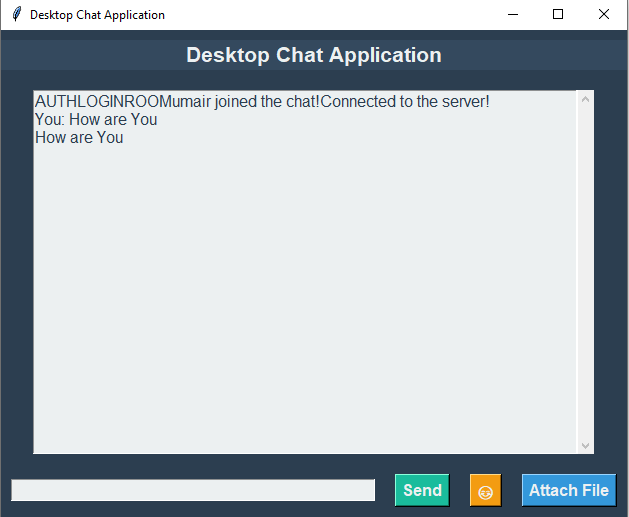 Desktop Chat Application
Desktop Chat Application
AUTHLOGINROOMumair joined the chat!Connected to the server!
You: How are You
How are You
Send
Attach File